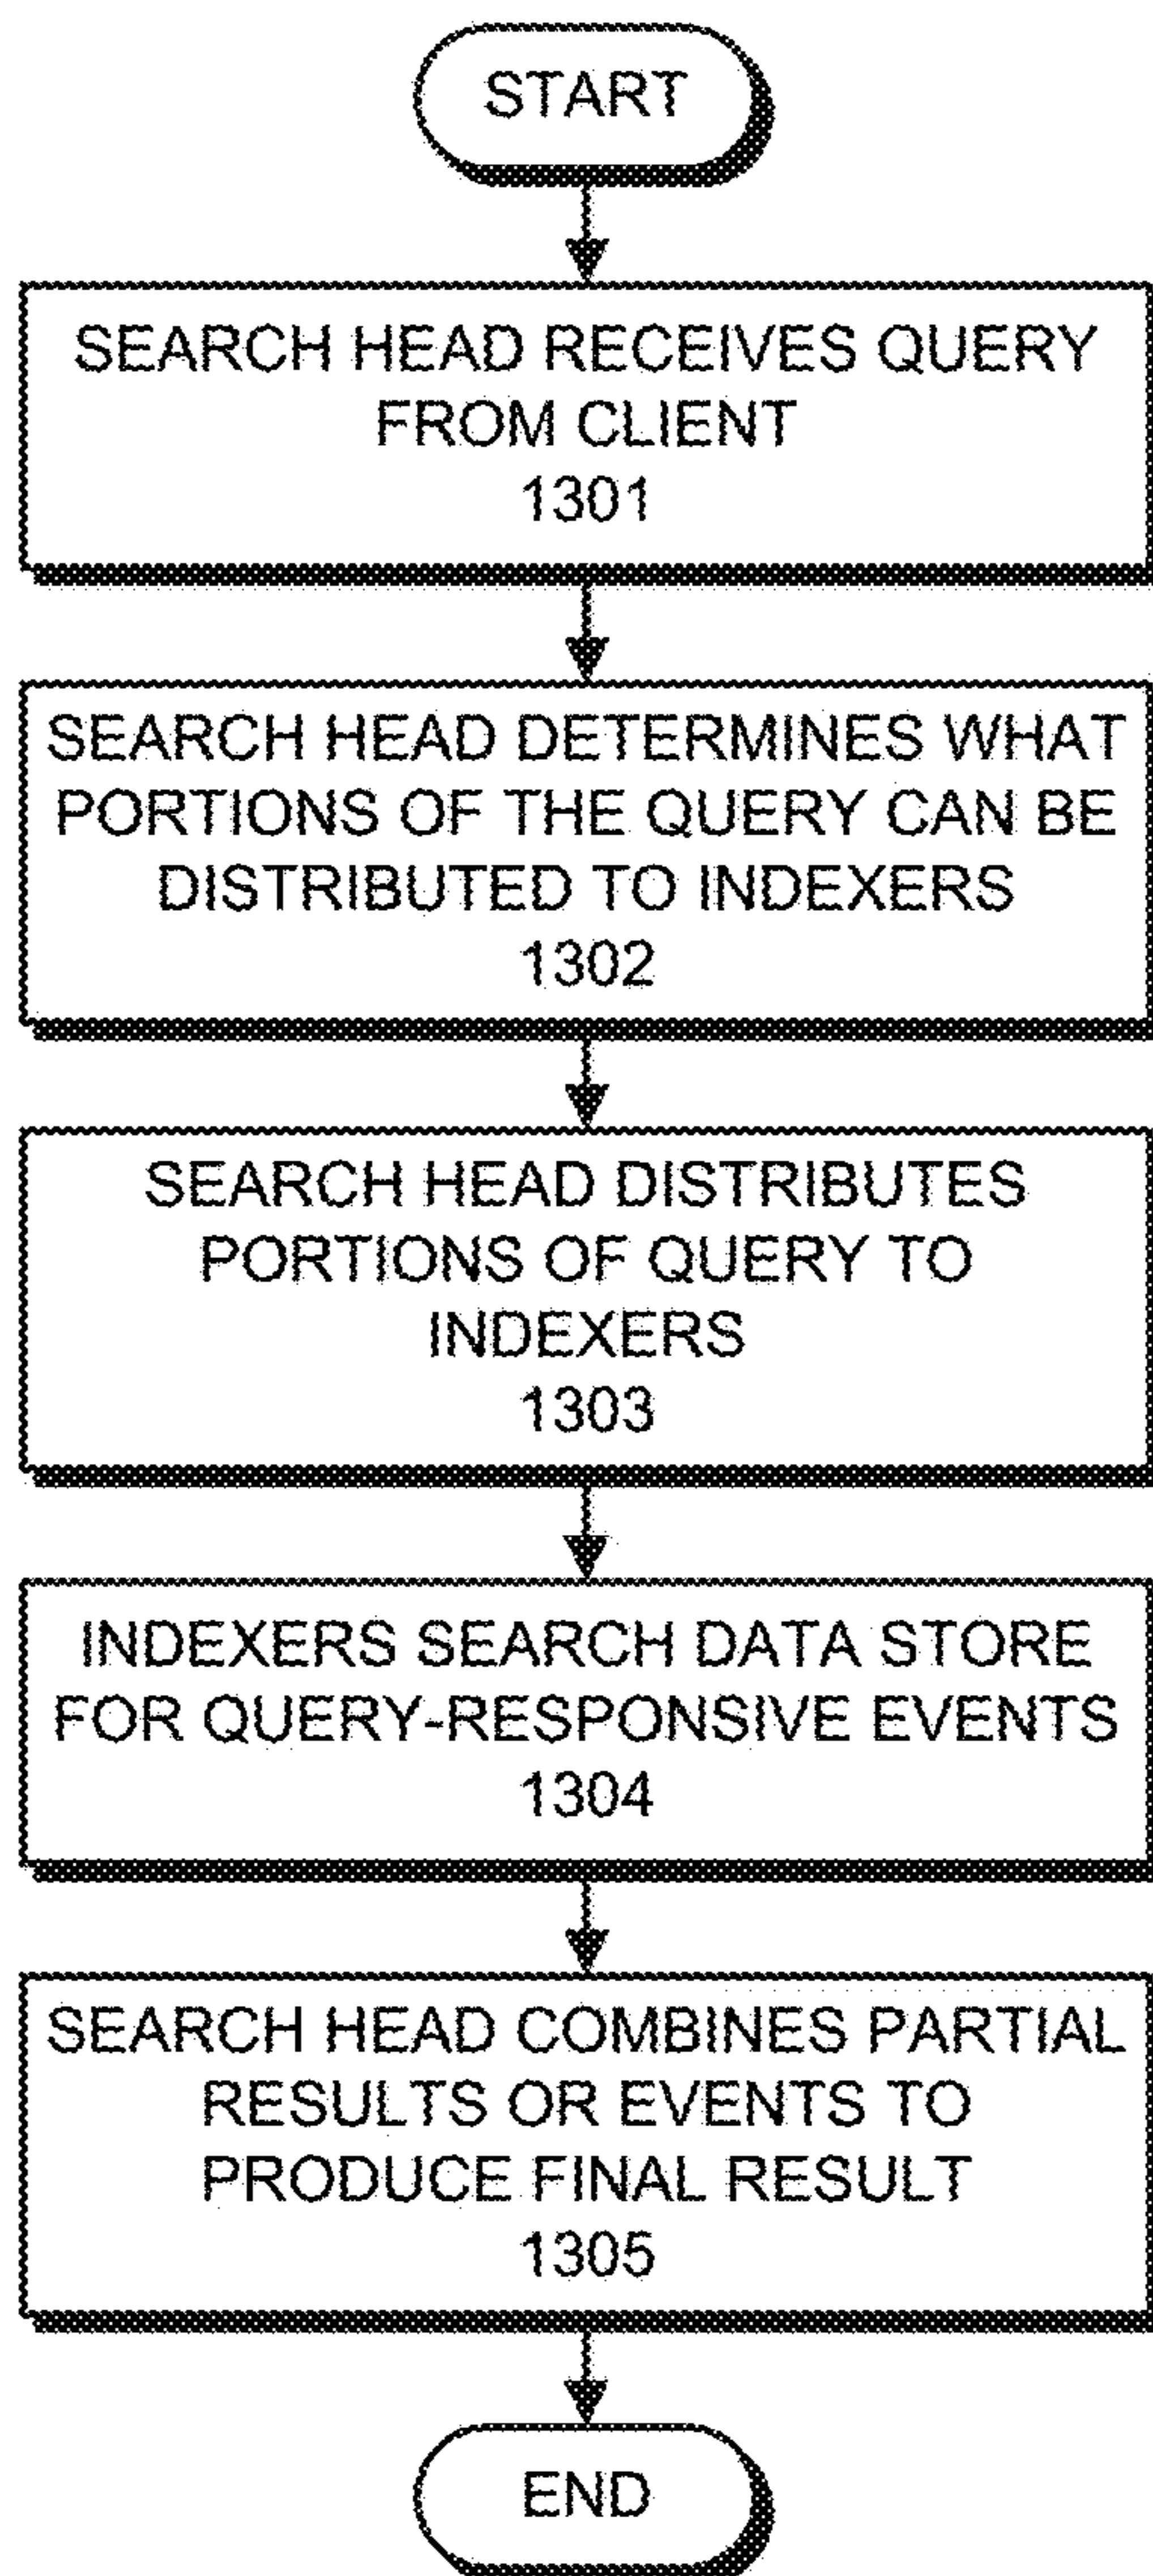 START
SEARCH HEAD RECEIVES QUERY
FROM CLIENT
1301
SEARCH HEAD DETERMINES WHAT
PORTIONS OF THE QUERY CAN BE
DISTRIBUTED TO INDEXERS
1302
SEARCH HEAD DISTRIBUTES
PORTIONS OF QUERY TO
INDEXERS
1303
INDEXERS SEARCH DATA STORE
FOR QUERY-RESPONSIVE EVENTS
1304
SEARCH HEAD COMBINES PARTIAL
RESULTS OR EVENTS TO
PRODUCE FINAL RESULT
1305
END